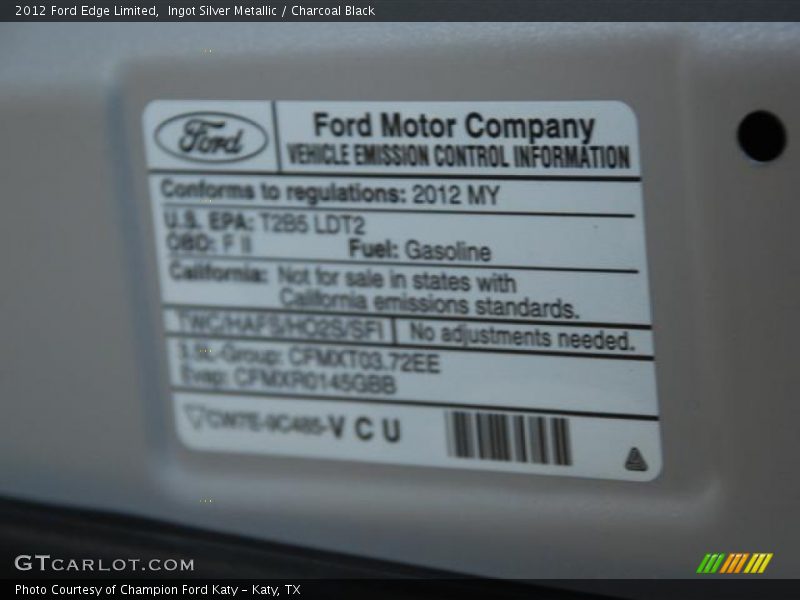 2012 Ford Edge Limited, Ingot Silver Metallic / Charcoal Black
Ford
Ford Motor Company
VEHICLE EMISSION CONTROL INFORMATION
Conforms to regulations: 2012 MY
U.S. EPA: T2B5 LDT2
OBD: F II Fuel: Gasoline
California: Not for sale in states with
California emissions standards.
TWC/HAFS/HO2S/SFI No adjustments needed.
-Group: CFMXT03.72EE
Evap: CFMXR0145GBB
CW7E-9C485-V C U
GTCARLOT.COM
Photo Courtesy of Champion Ford Katy - Katy, TX